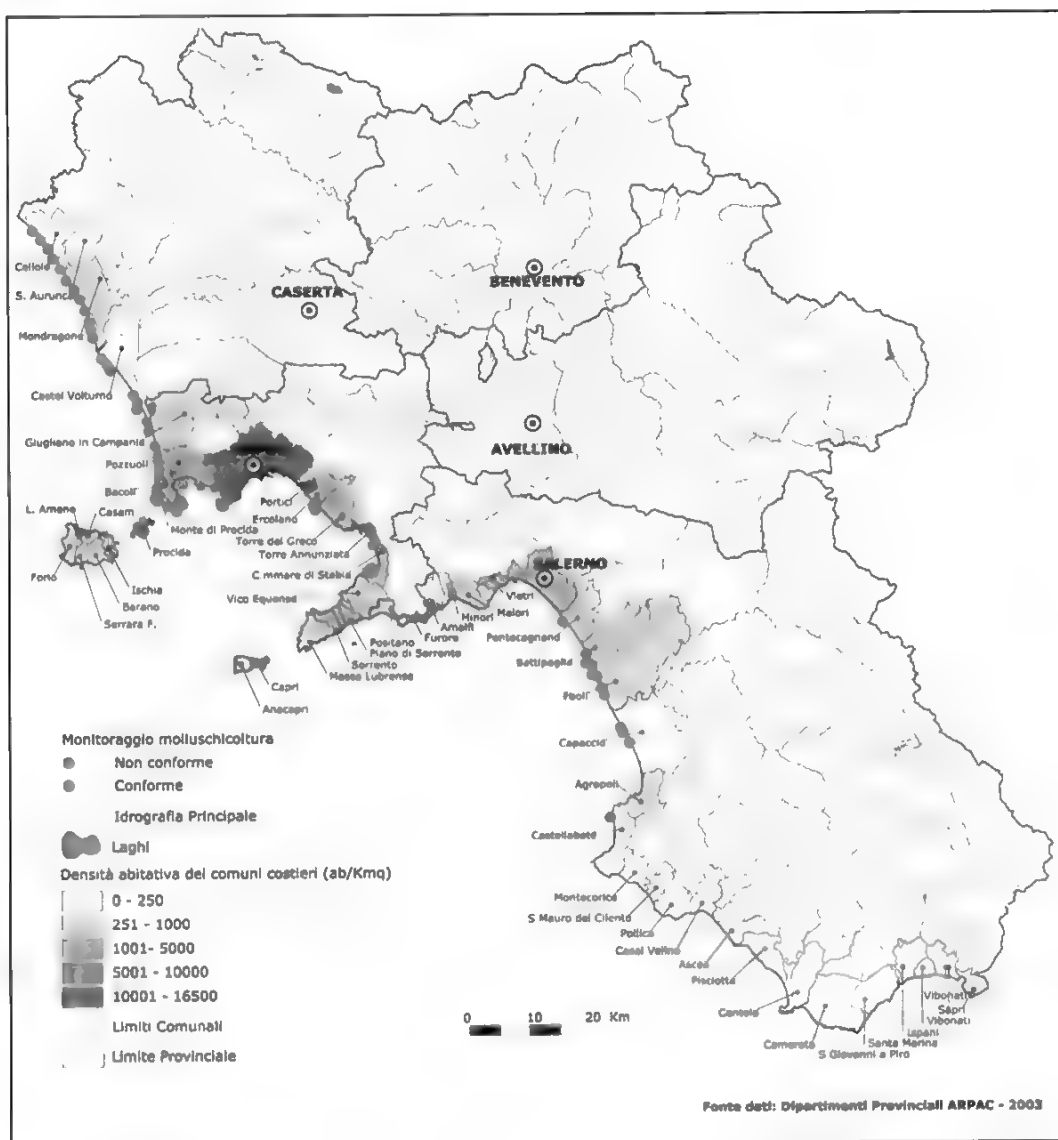 BENEVENTO
CASERTA
Cellole
S. Aurunca
Mondragone
Castel Volturno
AVELLINO
Giugliano in Campania
Pozzuoli
Bacoli
Portici
Ercolano
L. Ameno
Casam
Monte di Procida
Torre del Greco
Procida
Torre Annunziata
SALERNO
Forio
C.mmare di Stabia
Ischia
Vietri
Barano
Vico Equense
Maiori
Minori
Serrara F.
Amalfi
Pontecagnano
Positano
Furore
Piano di Sorrento
Battipaglia
Sorrento
Massa Lubrense
Capri
Eboli
Anacapri
Monitoraggio molluschicoltura
Non conforme
Conforme
Idrografia Principale
Laghi
Densità abitativa dei comuni costieri (ab/Kmq)
0 - 250
251 - 1000
1001- 5000
5001 - 10000
10001 - 16500
Limiti Comunali
Limite Provinciale
Capaccio
Agropoli
Castellabate
Montecorice
S Mauro del Cilento
Pollica
Casal Velino
Ascea
Pisciotta
Centola
Camerota
S Giovanni a Piro
Santa Marina
Ispani
Vibonati
Sapri
Vibonati
0 10 20 Km
Fonte dati: Dipartimenti Provinciali ARPAC - 2003